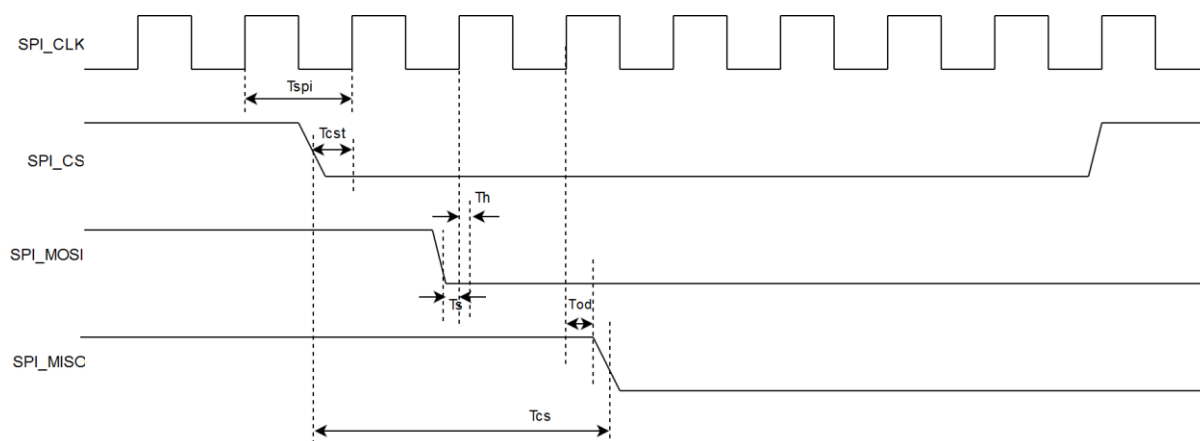 SPI_CLK
Tspi
Tcst
SPI_CS
Th
SPI_MOSI
Ts
Tod
SPI_MISO
Tcs